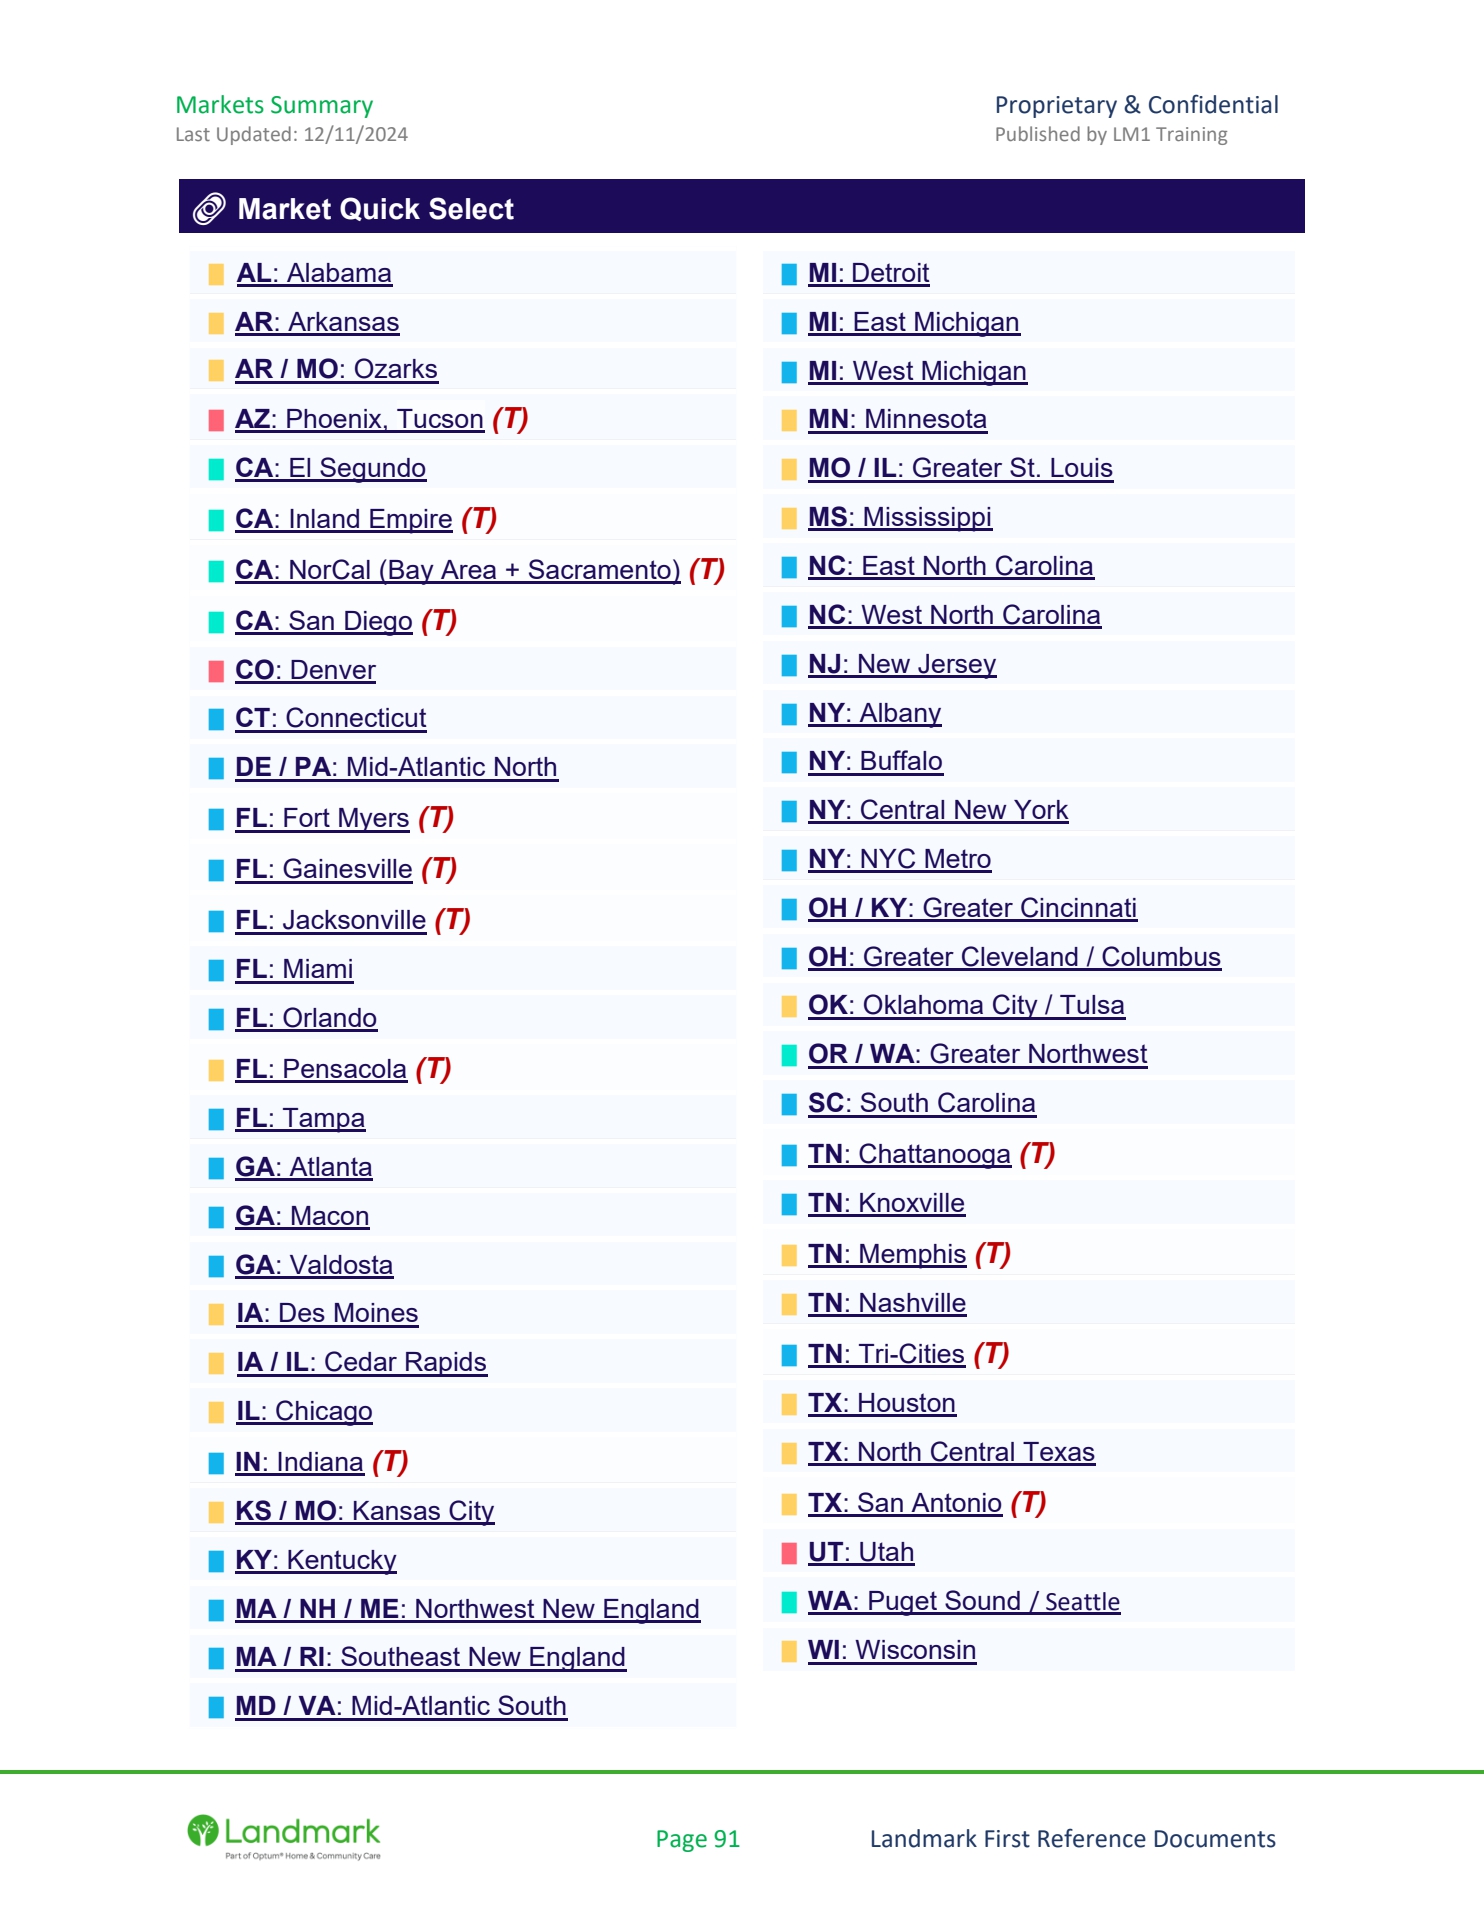 Markets Summary
Last Updated: 12/11/2024
Proprietary & Confidential
Published by LM1 Training
Market Quick Select
AL: Alabama
AR: Arkansas
AR / MO: Ozarks
AZ: Phoenix, Tucson (T)
CA: El Segundo
CA: Inland Empire (T)
CA: NorCal (Bay Area + Sacramento) (T)
CA: San Diego (T)
CO: Denver
CT: Connecticut
DE / PA: Mid-Atlantic North
FL: Fort Myers (T)
FL: Gainesville (T)
FL: Jacksonville (T)
FL: Miami
FL: Orlando
FL: Pensacola (T)
FL: Tampa
GA: Atlanta
GA: Macon
GA: Valdosta
IA: Des Moines
IA / IL: Cedar Rapids
IL: Chicago
IN: Indiana (T)
KS / MO: Kansas City
KY: Kentucky
MA / NH / ME: Northwest New England
MA / RI: Southeast New England
MD / VA: Mid-Atlantic South
MI: Detroit
MI: East Michigan
MI: West Michigan
MN: Minnesota
MO / IL: Greater St. Louis
MS: Mississippi
NC: East North Carolina
NC: West North Carolina
NJ: New Jersey
NY: Albany
NY: Buffalo
NY: Central New York
NY: NYC Metro
OH / KY: Greater Cincinnati
OH: Greater Cleveland / Columbus
OK: Oklahoma City / Tulsa
OR / WA: Greater Northwest
SC: South Carolina
TN: Chattanooga (T)
TN: Knoxville
TN: Memphis (T)
TN: Nashville
TN: Tri-Cities (T)
TX: Houston
TX: North Central Texas
TX: San Antonio (T)
UT: Utah
WA: Puget Sound / Seattle
WI: Wisconsin
Landmark
Part of Optum® Home & Community Care
Page 91
Landmark First Reference Documents